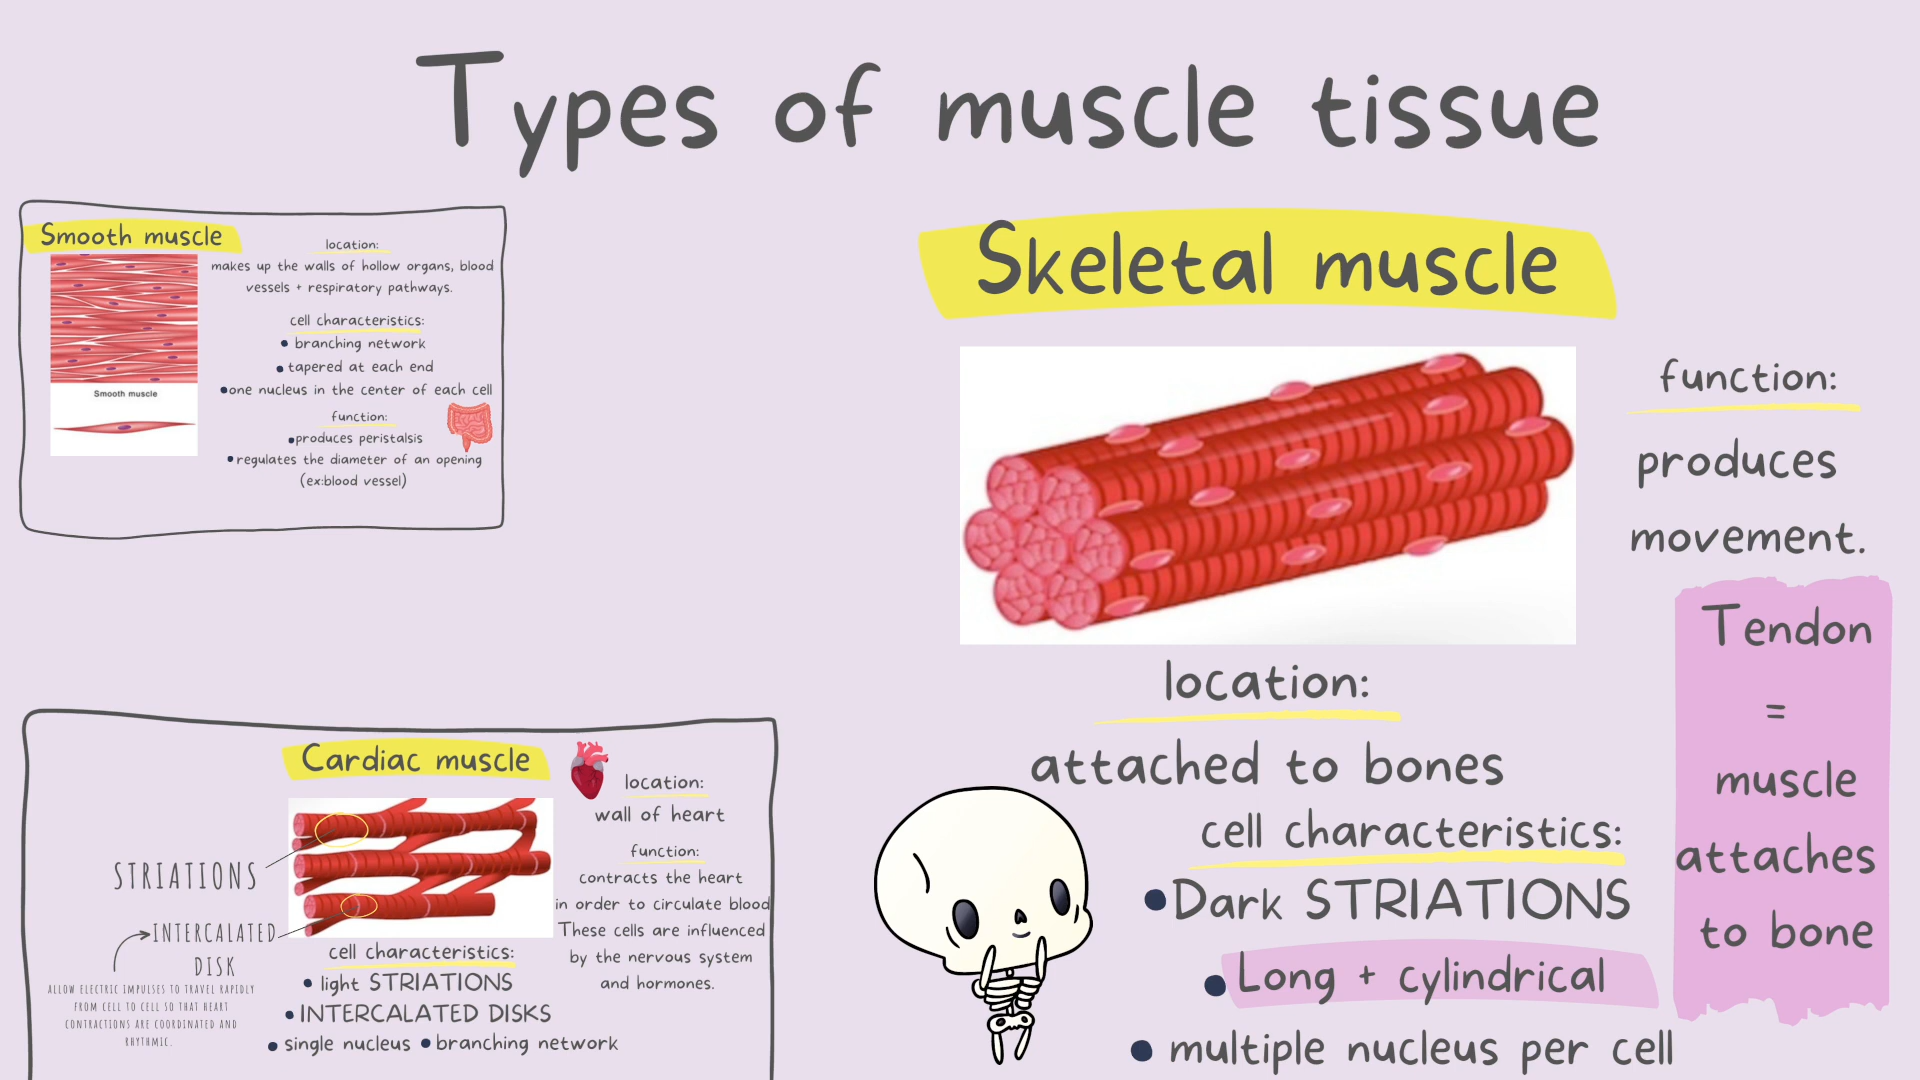 Types of muscle tissue
Smooth muscle
location:
makes up the walls of hollow organs, blood
vessels + respiratory pathways.
cell characteristics:
• branching network
• tapered at each end
•one nucleus in the center of each cell
Smooth muscle
function:
•produces peristalsis
•regulates the diameter of an opening
(ex:blood vessel)
Cardiac muscle
location:
wall of heart
function:
contracts the heart
in order to circulate blood
These cells are influenced
by the nervous system
and hormones.
STRIATIONS
INTERCALATED
DISK
ALLOW ELECTRIC IMPULSES TO TRAVEL RAPIDLY
FROM CELL TO CELL SO THAT HEART
CONTRACTIONS ARE COORDINATED AND
RHYTHMIC.
cell characteristics:
• light STRIATIONS
• INTERCALATED DISKS
• single nucleus • branching network
Skeletal muscle
function:
produces
movement.
Tendon
=
muscle
attaches
to bone
location:
attached to bones
cell characteristics:
•Dark STRIATIONS
• Long + cylindrical
• multiple nucleus per cell